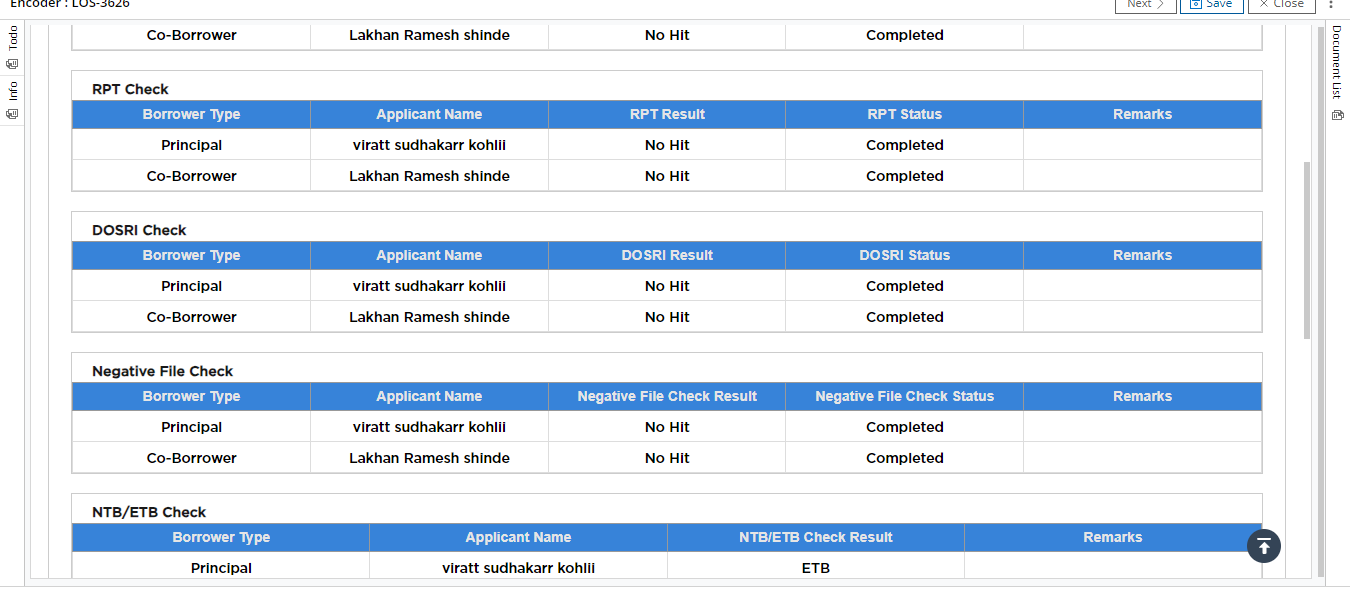 Encoder : LOS-3626
Next
Save
Close
Todo
Info
Document List
Co-Borrower Lakhan Ramesh shinde No Hit Completed
RPT Check
Borrower Type Applicant Name RPT Result RPT Status Remarks
Principal viratt sudhakarr kohlii No Hit Completed
Co-Borrower Lakhan Ramesh shinde No Hit Completed
DOSRI Check
Borrower Type Applicant Name DOSRI Result DOSRI Status Remarks
Principal viratt sudhakarr kohlii No Hit Completed
Co-Borrower Lakhan Ramesh shinde No Hit Completed
Negative File Check
Borrower Type Applicant Name Negative File Check Result Negative File Check Status Remarks
Principal viratt sudhakarr kohlii No Hit Completed
Co-Borrower Lakhan Ramesh shinde No Hit Completed
NTB/ETB Check
Borrower Type Applicant Name NTB/ETB Check Result Remarks
Principal viratt sudhakarr kohlii ETB